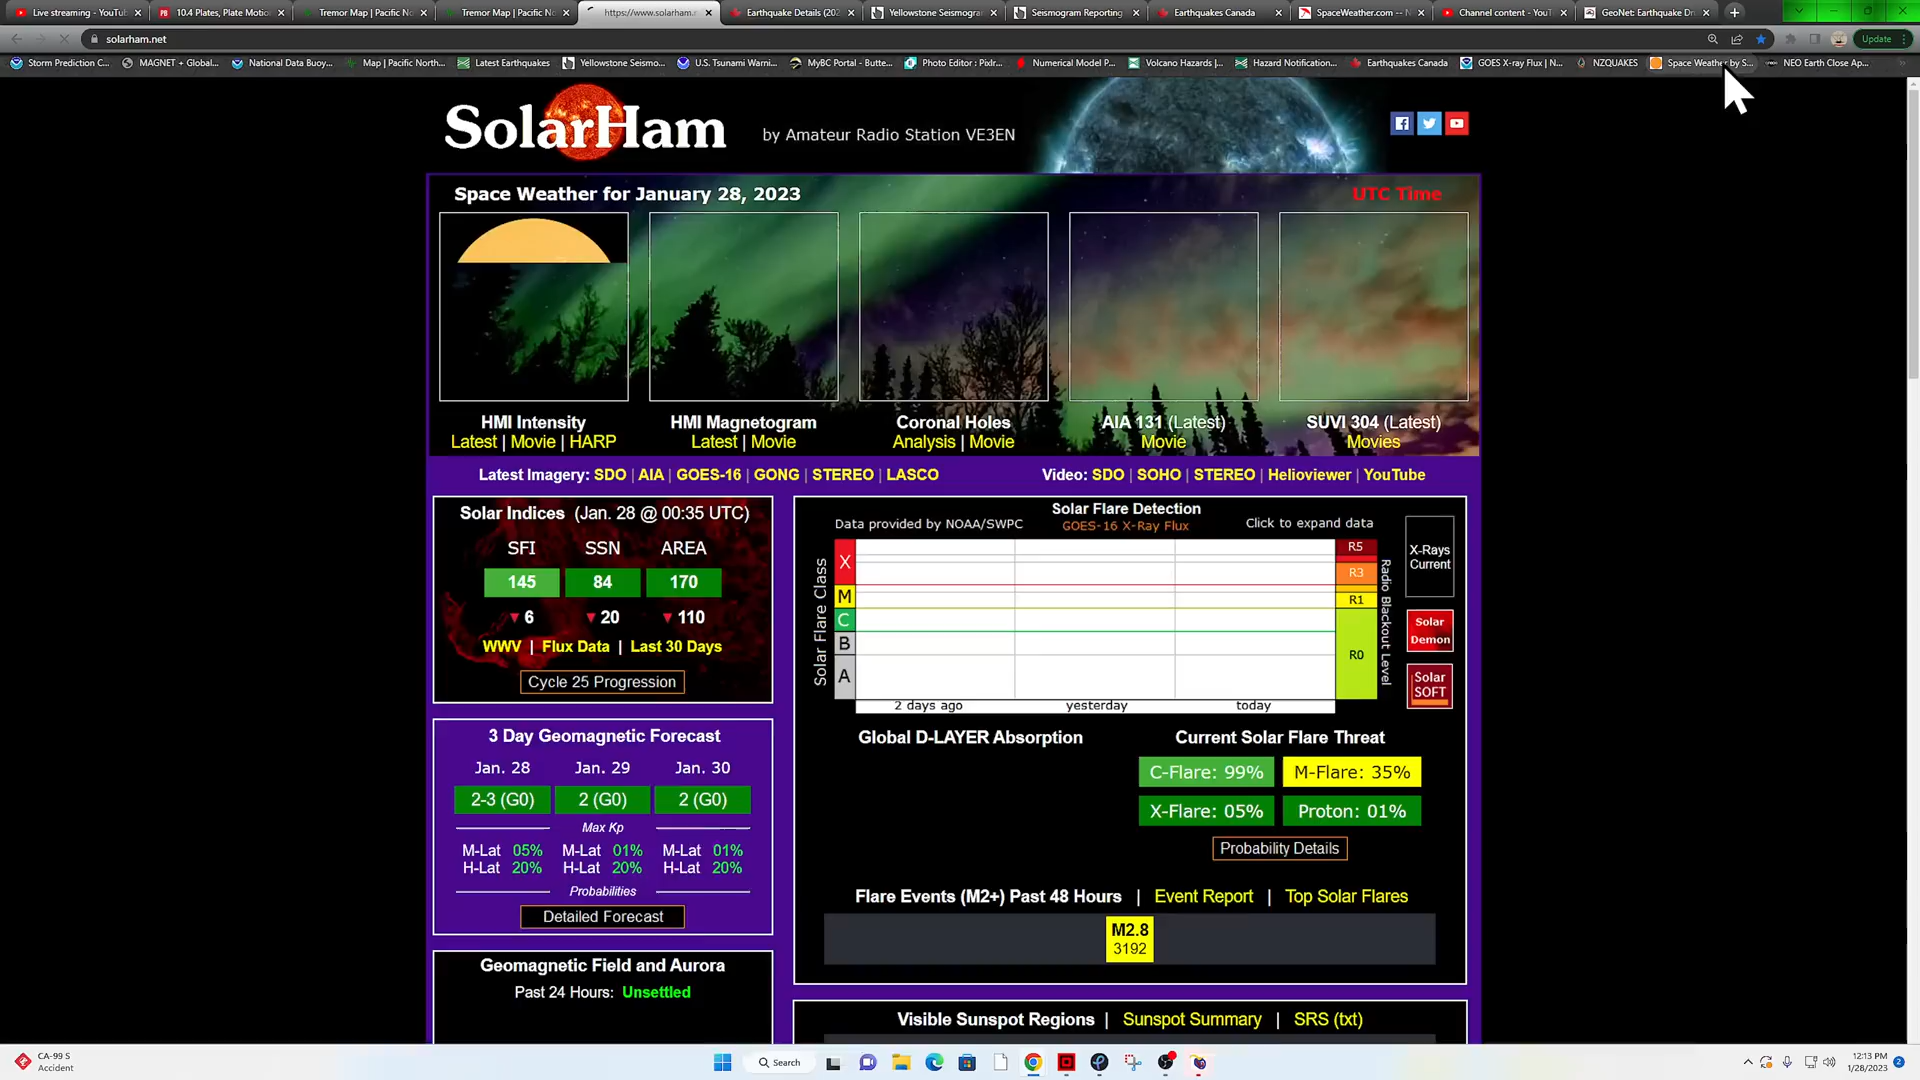 Live streaming - YouTu
10.4 Plates, Plate Motio
Tremor Map | Pacific No
Tremor Map | Pacific No
https://www.solarham.
Earthquake Details (202
Yellowstone Seismogra
Seismogram Reporting
Earthquakes Canada
SpaceWeather.com -- N
Channel content - YouT
GeoNet: Earthquake Dr
solarham.net
Update
Storm Prediction C...
MAGNET + Global...
National Data Buoy...
Map | Pacific North...
Latest Earthquakes
Yellowstone Seismo...
U.S. Tsunami Warni...
MyBC Portal - Butte...
Photo Editor : Pixlr...
Numerical Model P...
Volcano Hazards |...
Hazard Notification...
Earthquakes Canada
GOES X-ray Flux | N...
NZQUAKES
Space Weather by S...
NEO Earth Close Ap...
SolarHam
by Amateur Radio Station VE3EN
Space Weather for January 28, 2023
UTC Time
HMI Intensity
Latest | Movie | HARP
HMI Magnetogram
Latest | Movie
Coronal Holes
Analysis | Movie
AIA 131 (Latest)
Movie
SUVI 304 (Latest)
Movies
Latest Imagery: SDO | AIA | GOES-16 | GONG | STEREO | LASCO
Video: SDO | SOHO | STEREO | Helioviewer | YouTube
Solar Indices (Jan. 28 @ 00:35 UTC)
SFI SSN AREA
145 84 170
▼6 ▼20 ▼110
WWV | Flux Data | Last 30 Days
Cycle 25 Progression
3 Day Geomagnetic Forecast
Jan. 28 Jan. 29 Jan. 30
2-3 (G0) 2 (G0) 2 (G0)
Max Kp
M-Lat 05% M-Lat 01% M-Lat 01%
H-Lat 20% H-Lat 20% H-Lat 20%
Probabilities
Detailed Forecast
Geomagnetic Field and Aurora
Past 24 Hours: Unsettled
Solar Flare Detection
Data provided by NOAA/SWPC
GOES-16 X-Ray Flux
Click to expand data
Solar Flare Class
X
M
C
B
A
R5
R3
R1
R0
Radio Blackout Level
2 days ago yesterday today
X-Rays
Current
Solar
Demon
Solar
SOFT
Global D-LAYER Absorption
Current Solar Flare Threat
C-Flare: 99% M-Flare: 35%
X-Flare: 05% Proton: 01%
Probability Details
Flare Events (M2+) Past 48 Hours | Event Report | Top Solar Flares
M2.8
3192
Visible Sunspot Regions | Sunspot Summary | SRS (txt)
CA-99 S
Accident
Search
12:13 PM
1/28/2023
2